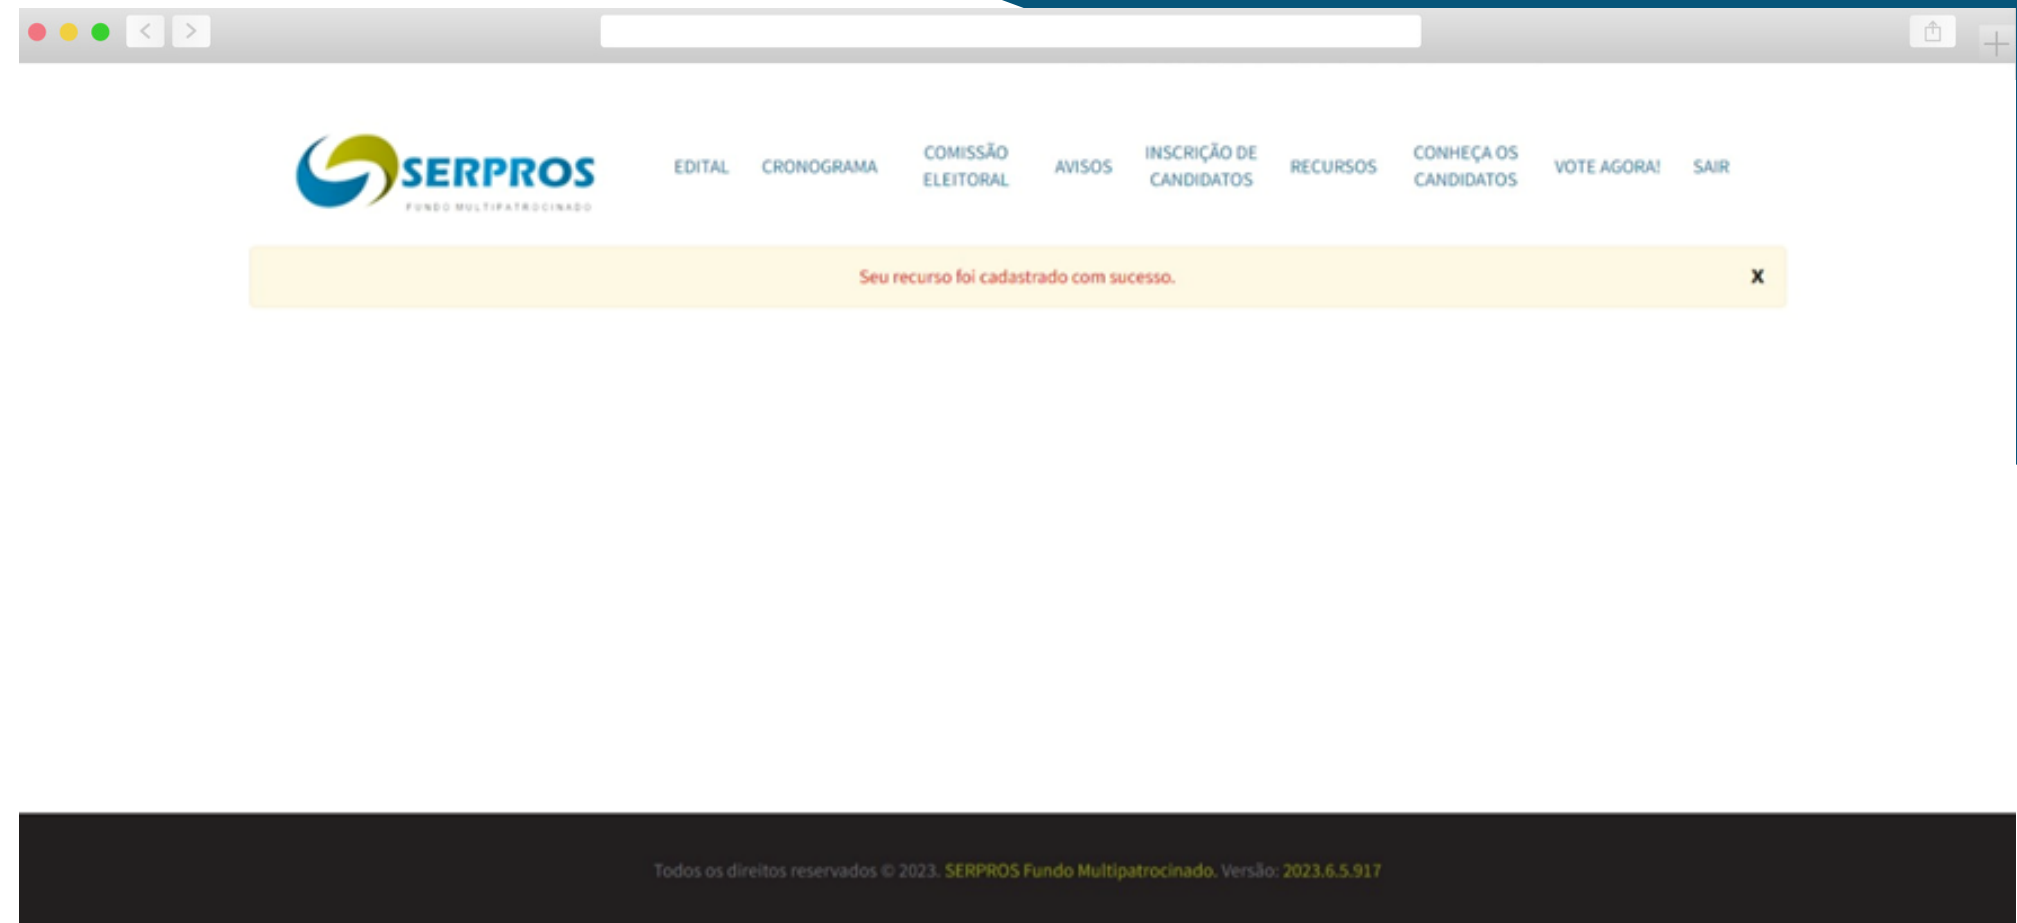 SERPROS
FUNDO MULTIPATROCINADO
EDITAL
CRONOGRAMA
COMISSÃO
ELEITORAL
AVISOS
INSCRIÇÃO DE
CANDIDATOS
RECURSOS
CONHEÇA OS
CANDIDATOS
VOTE AGORA!
SAIR
Seu recurso foi cadastrado com sucesso.
X
Todos os direitos reservados © 2023. SERPROS Fundo Multipatrocinado. Versão: 2023.6.5.917